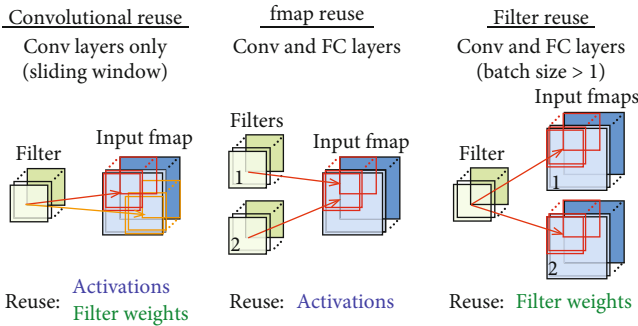 Convolutional reuse
Conv layers only
(sliding window)
Filter
Input fmap
Reuse:
Activations
Filter weights
fmap reuse
Conv and FC layers
Filters
Input fmap
1
2
Reuse: Activations
Filter reuse
Conv and FC layers
(batch size > 1)
Input fmaps
Filter
1
2
Reuse: Filter weights